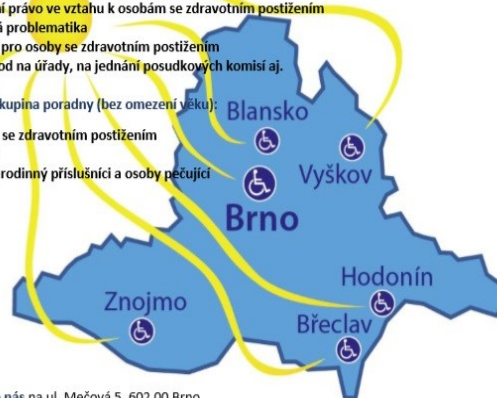 í právo ve vztahu k osobám se zdravotním postižením
á problematika
pro osoby se zdravotním postižením
od na úřady, na jednání posudkových komisí aj.
kupina poradny (bez omezení věku):
se zdravotním postižením
rodinný příslušníci a osoby pečující
Blansko
Vyškov
Brno
Hodonín
Znojmo
Břeclav
nás na ul. Mečová 5, 602 00 Brno